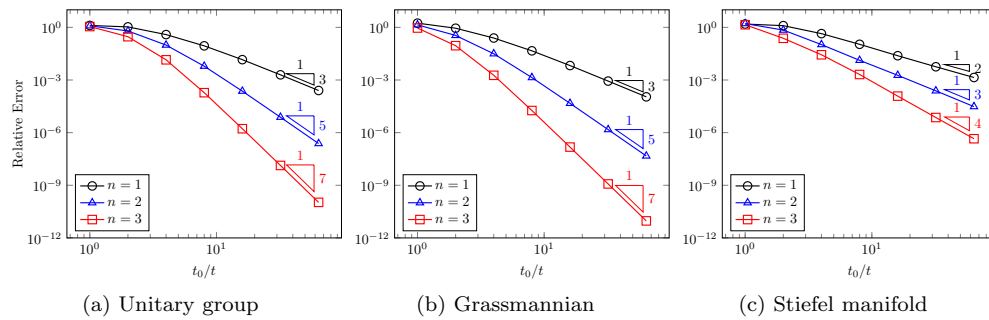 10^0
10^−3
10^−6
10^−9
10^−12
Relative Error
1
3
1
5
1
7
n = 1
n = 2
n = 3
10^0
10^1
t_0/t
(a) Unitary group
10^0
10^−3
10^−6
10^−9
10^−12
1
3
1
5
1
7
n = 1
n = 2
n = 3
10^0
10^1
t_0/t
(b) Grassmannian
10^0
10^−3
10^−6
10^−9
10^−12
1
2
1
3
1
4
n = 1
n = 2
n = 3
10^0
10^1
t_0/t
(c) Stiefel manifold